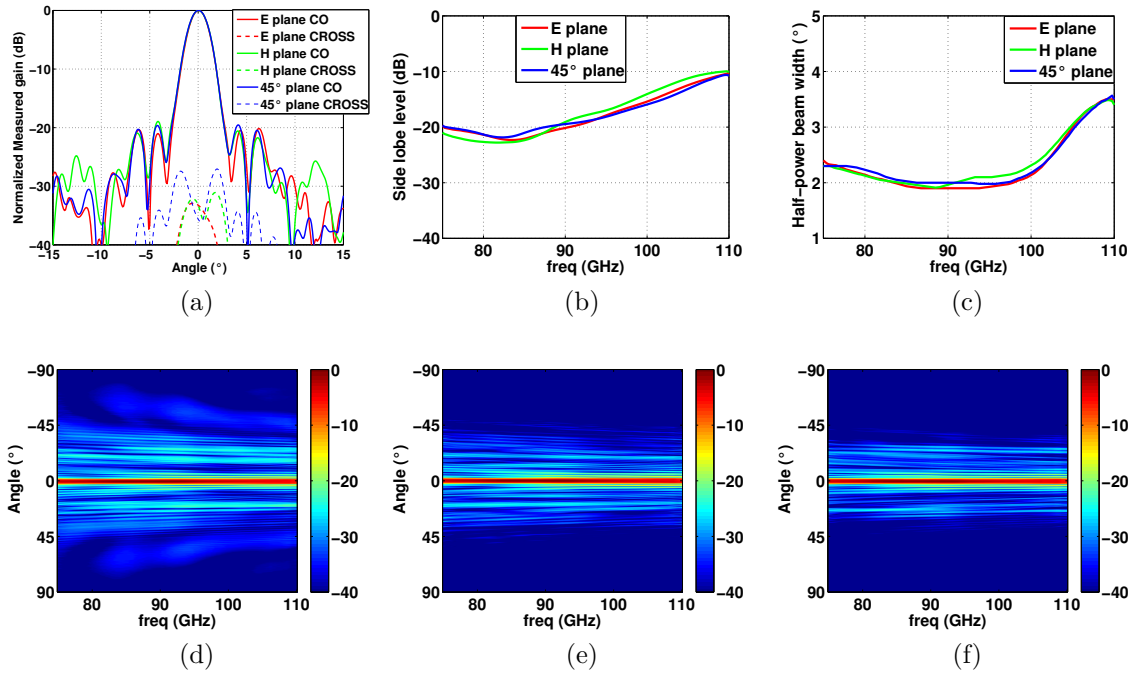 E plane CO
E plane CROSS
H plane CO
H plane CROSS
45° plane CO
45° plane CROSS
Normalized Measured gain (dB)
0
−10
−20
−30
−40
−15
−10
−5
0
5
10
15
Angle (°)
(a)
E plane
H plane
45° plane
Side lobe level (dB)
0
−10
−20
−30
−40
80
90
100
110
freq (GHz)
(b)
E plane
H plane
45° plane
Half−power beam width (°)
5
4
3
2
1
80
90
100
110
freq (GHz)
(c)
Angle (°)
−90
−45
0
45
90
80
90
100
110
freq (GHz)
0
−10
−20
−30
−40
(d)
Angle (°)
−90
−45
0
45
90
80
90
100
110
freq (GHz)
0
−10
−20
−30
−40
(e)
Angle (°)
−90
−45
0
45
90
80
90
100
110
freq (GHz)
0
−10
−20
−30
−40
(f)